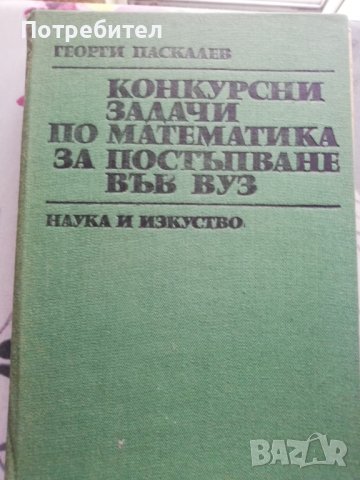 Потребител
ГЕОРГИ ПАСКАЛЕВ
КОНКУРСНИ
ЗАДАЧИ
ПО МАТЕМАТИКА
ЗА ПОСТЪПВАНЕ
ВЪВ ВУЗ
НАУКА И ИЗКУСТВО
BAZAR